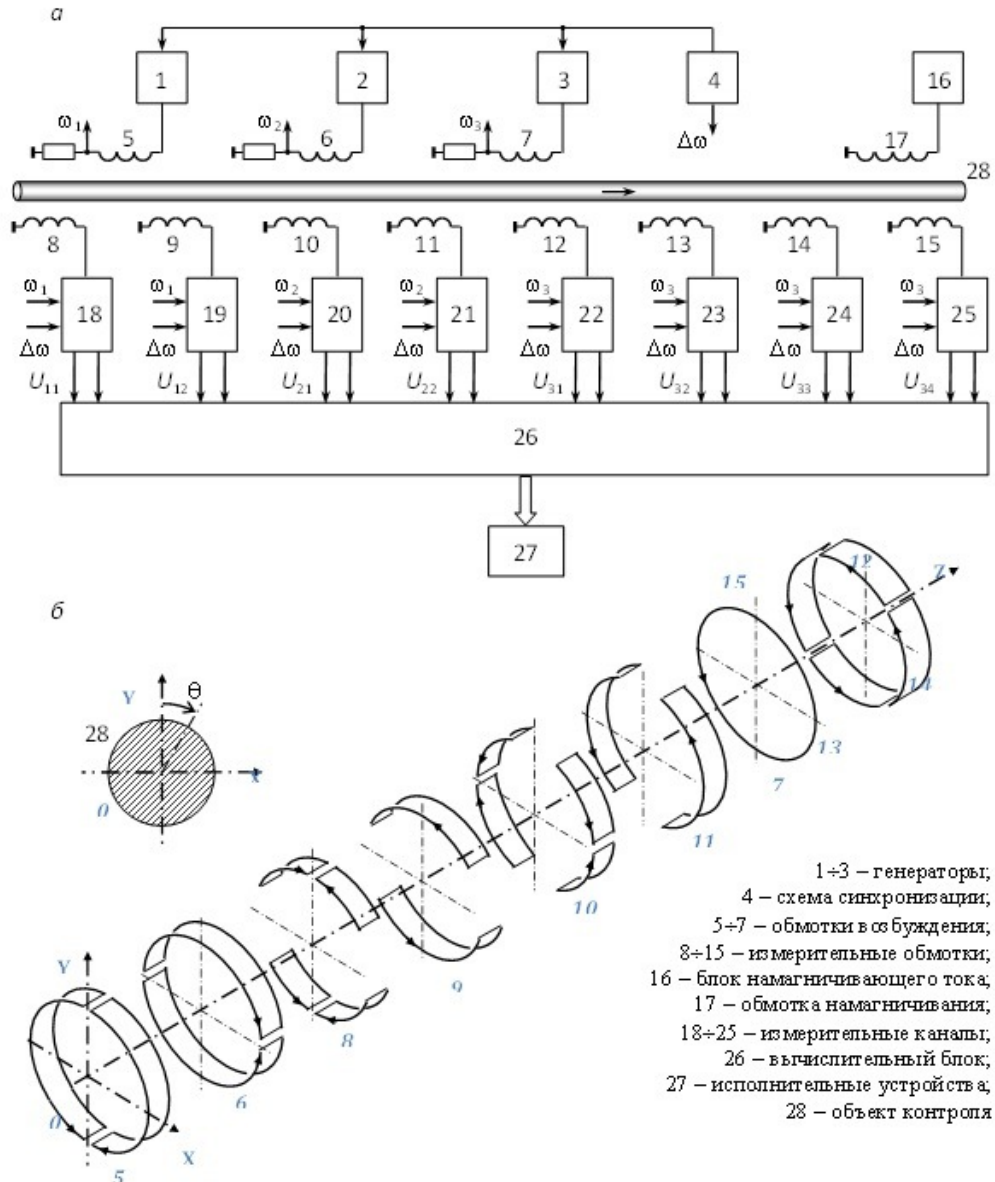 а
1 2 3 4 16
ω₁ 5 ω₂ 6 ω₃ 7 Δω 17
28
8 9 10 11 12 13 14 15
ω₁ ω₁ ω₂ ω₂ ω₃ ω₃ ω₃ ω₃
18 19 20 21 22 23 24 25
Δω Δω Δω Δω Δω Δω Δω Δω
U₁₁ U₁₂ U₂₁ U₂₂ U₃₁ U₃₂ U₃₃ U₃₄
26
27
б
15 12 Z
Y θ
28 14
X 13
0 7
11
10
9
Y
8
6
0
X
5
1÷3 – генераторы;
4 – схема синхронизации;
5÷7 – обмотки возбуждения;
8÷15 – измерительные обмотки;
16 – блок намагничивающего тока;
17 – обмотка намагничивания;
18÷25 – измерительные каналы;
26 – вычислительный блок;
27 – исполнительные устройства;
28 – объект контроля